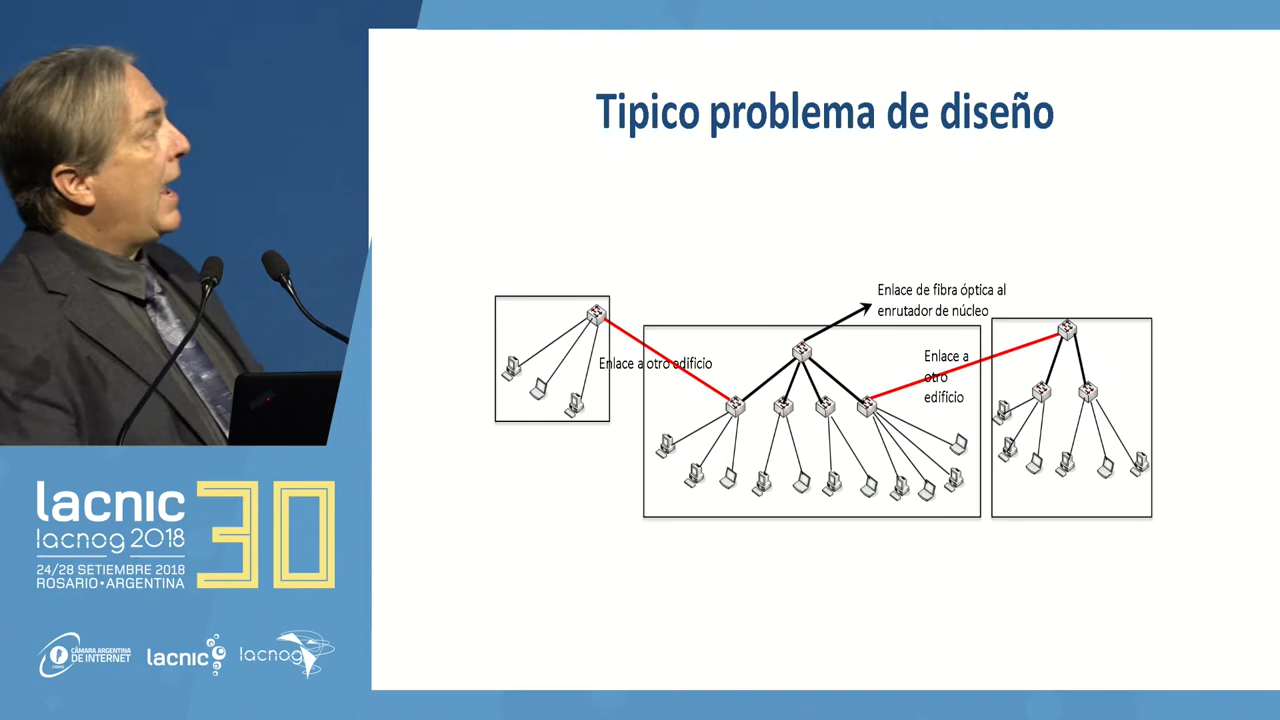 Tipico problema de diseño
Enlace de fibra óptica al
enrutador de núcleo
Enlace a otro edificio
Enlace a
otro
edificio
lacnic 30
lacnog 2018
24/28 SETIEMBRE 2018
ROSARIO•ARGENTINA
CÁMARA ARGENTINA
DE INTERNET
lacnic
lacnog